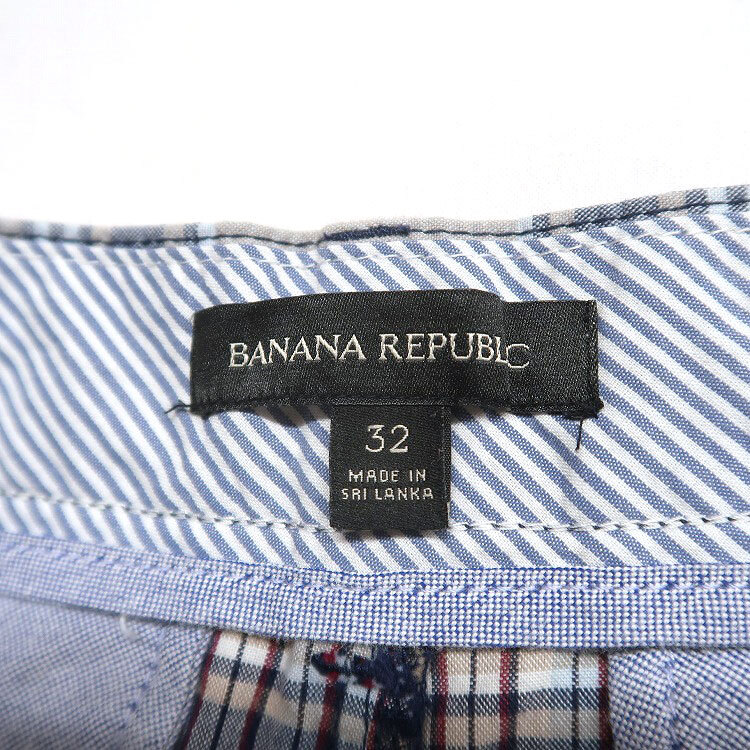 BANANA REPUBLIC
32
MADE IN
SRI LANKA